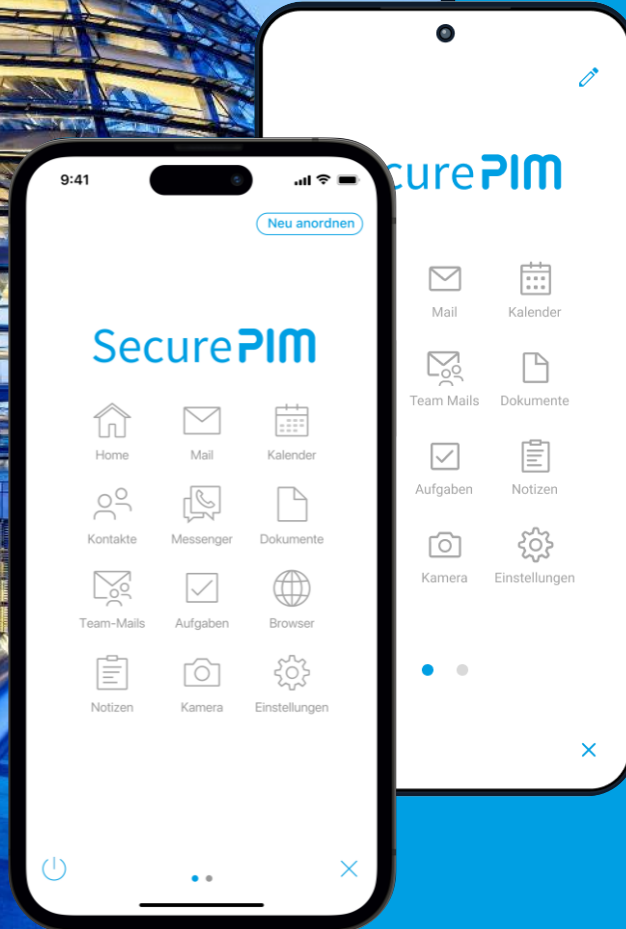 9:41
Neu anordnen
SecurePIM
Home
Mail
Kalender
Kontakte
Messenger
Dokumente
Team-Mails
Aufgaben
Browser
Notizen
Kamera
Einstellungen
curePIM
Mail
Kalender
Team Mails
Dokumente
Aufgaben
Notizen
Kamera
Einstellungen